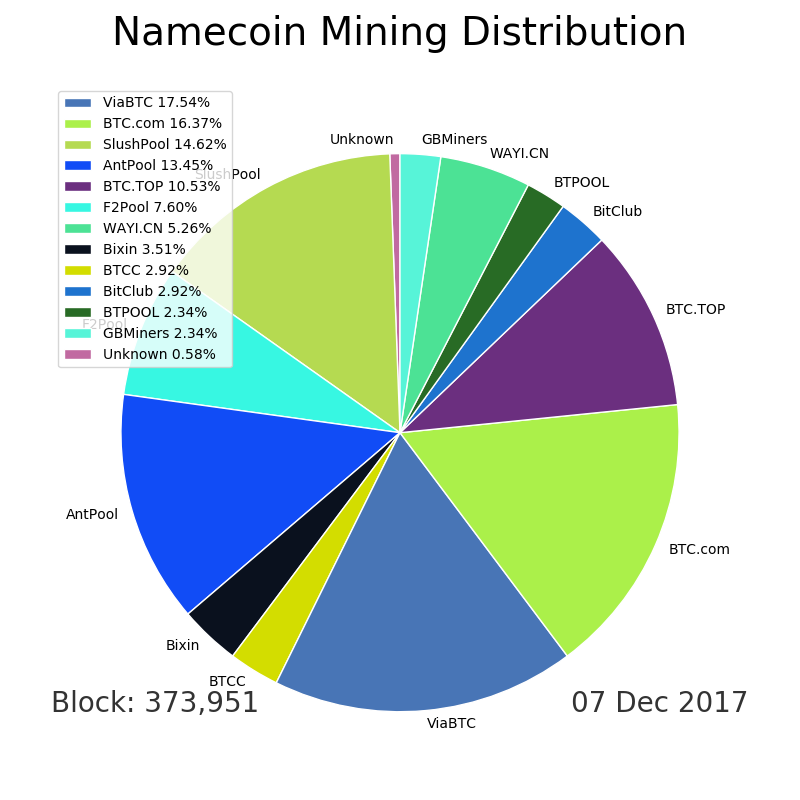 Namecoin Mining Distribution
ViaBTC 17.54%
BTC.com 16.37%
SlushPool 14.62%
AntPool 13.45%
BTC.TOP 10.53%
F2Pool 7.60%
WAYI.CN 5.26%
Bixin 3.51%
BTCC 2.92%
BitClub 2.92%
BTPOOL 2.34%
GBMiners 2.34%
Unknown 0.58%
Unknown
GBMiners
WAYI.CN
BTPOOL
BitClub
BTC.TOP
BTC.com
ViaBTC
BTCC
Bixin
AntPool
F2Pool
SlushPool
Block: 373,951
07 Dec 2017